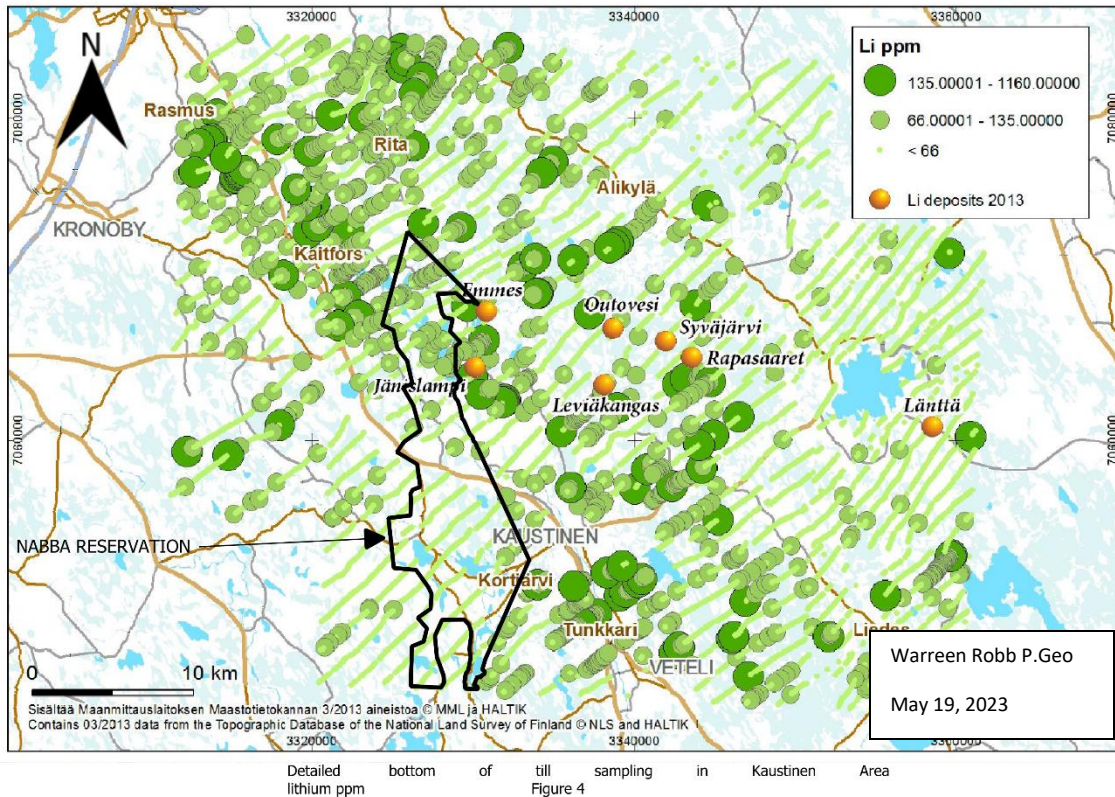 3320000 3340000 3360000
N
Li ppm
135.00001 - 1160.00000
66.00001 - 135.00000
< 66
Li deposits 2013
7080000
7080000
Rasmus
Rita
Alikylä
KRONOBY
Kaitfors
Emmes
Outovesi
Syväjärvi
Rapasaaret
Jäneslampi
Leviäkangas
Länttä
7060000
7060000
NABBA RESERVATION
KAUSTINEN
Kortjärvi
Tunkkari
VETELI
Warreen Robb P.Geo
May 19, 2023
0 10 km
Sisältää Maanmittauslaitoksen Maastotietokannan 3/2013 aineistoa © MML ja HALTIK
Contains 03/2013 data from the Topographic Database of the National Land Survey of Finland © NLS and HALTIK
3320000 3340000
Detailed bottom of till sampling in Kaustinen Area
lithium ppm Figure 4